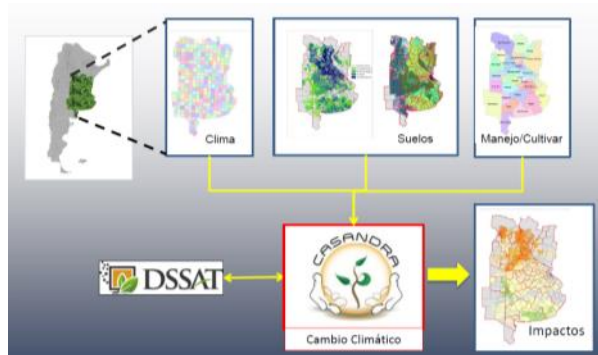 Clima
Suelos
Manejo/Cultivar
CASANDRA
DSSAT
Cambio Climático
Impactos